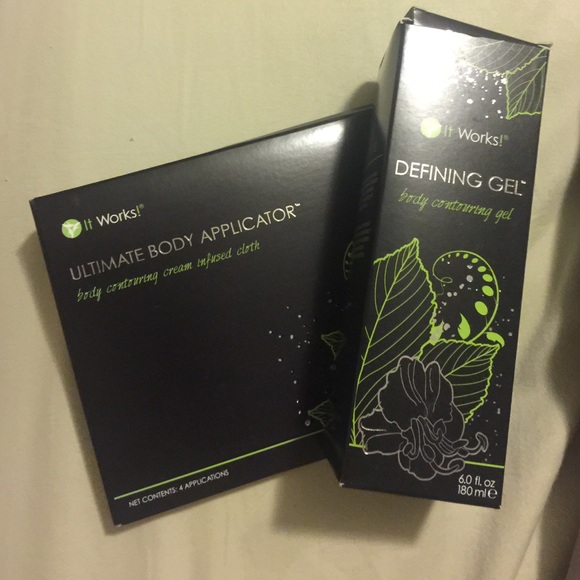 It Works!®
ULTIMATE BODY APPLICATOR™
body contouring cream infused cloth
NET CONTENTS: 4 APPLICATIONS
It Works!®
DEFINING GEL™
body contouring gel
6.0 fl. oz
180 ml ℮